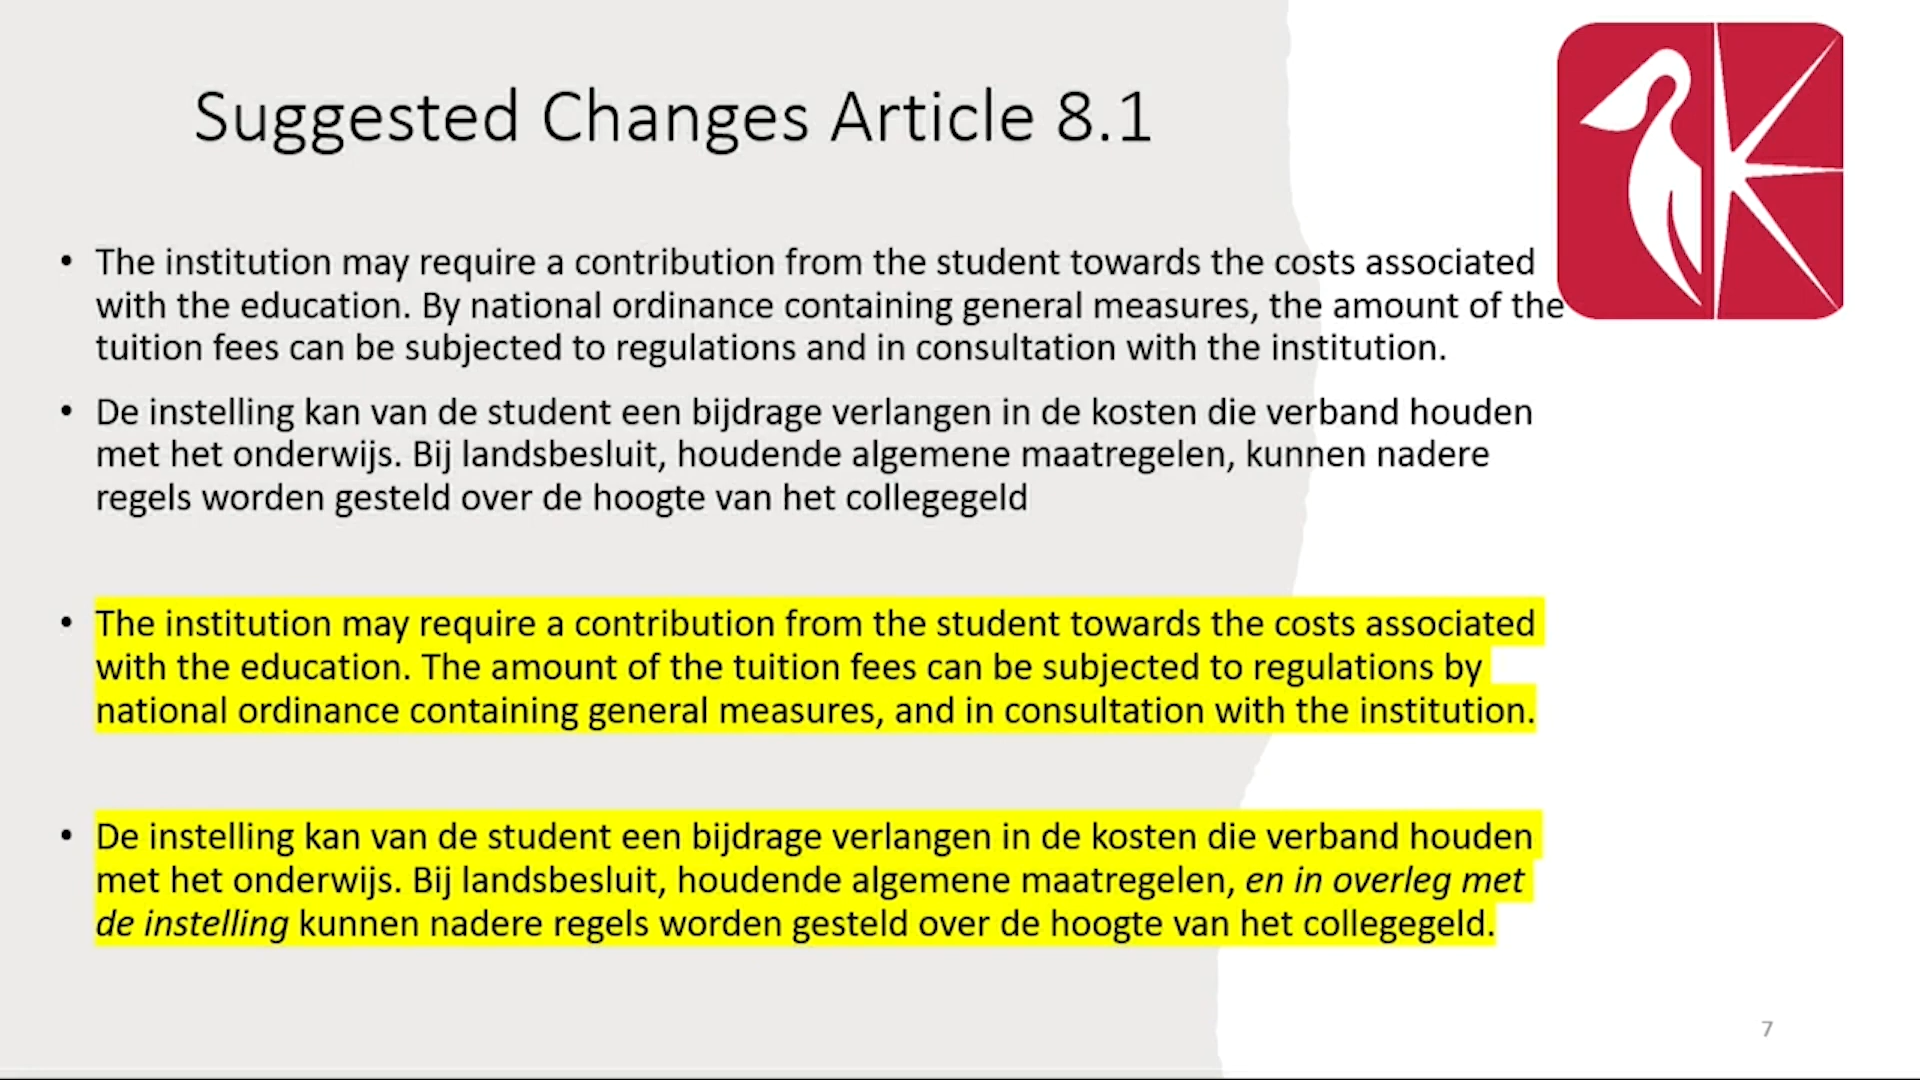 Suggested Changes Article 8.1
• The institution may require a contribution from the student towards the costs associated
with the education. By national ordinance containing general measures, the amount of the
tuition fees can be subjected to regulations and in consultation with the institution.
• De instelling kan van de student een bijdrage verlangen in de kosten die verband houden
met het onderwijs. Bij landsbesluit, houdende algemene maatregelen, kunnen nadere
regels worden gesteld over de hoogte van het collegegeld
• The institution may require a contribution from the student towards the costs associated
with the education. The amount of the tuition fees can be subjected to regulations by
national ordinance containing general measures, and in consultation with the institution.
• De instelling kan van de student een bijdrage verlangen in de kosten die verband houden
met het onderwijs. Bij landsbesluit, houdende algemene maatregelen, en in overleg met
de instelling kunnen nadere regels worden gesteld over de hoogte van het collegegeld.
7